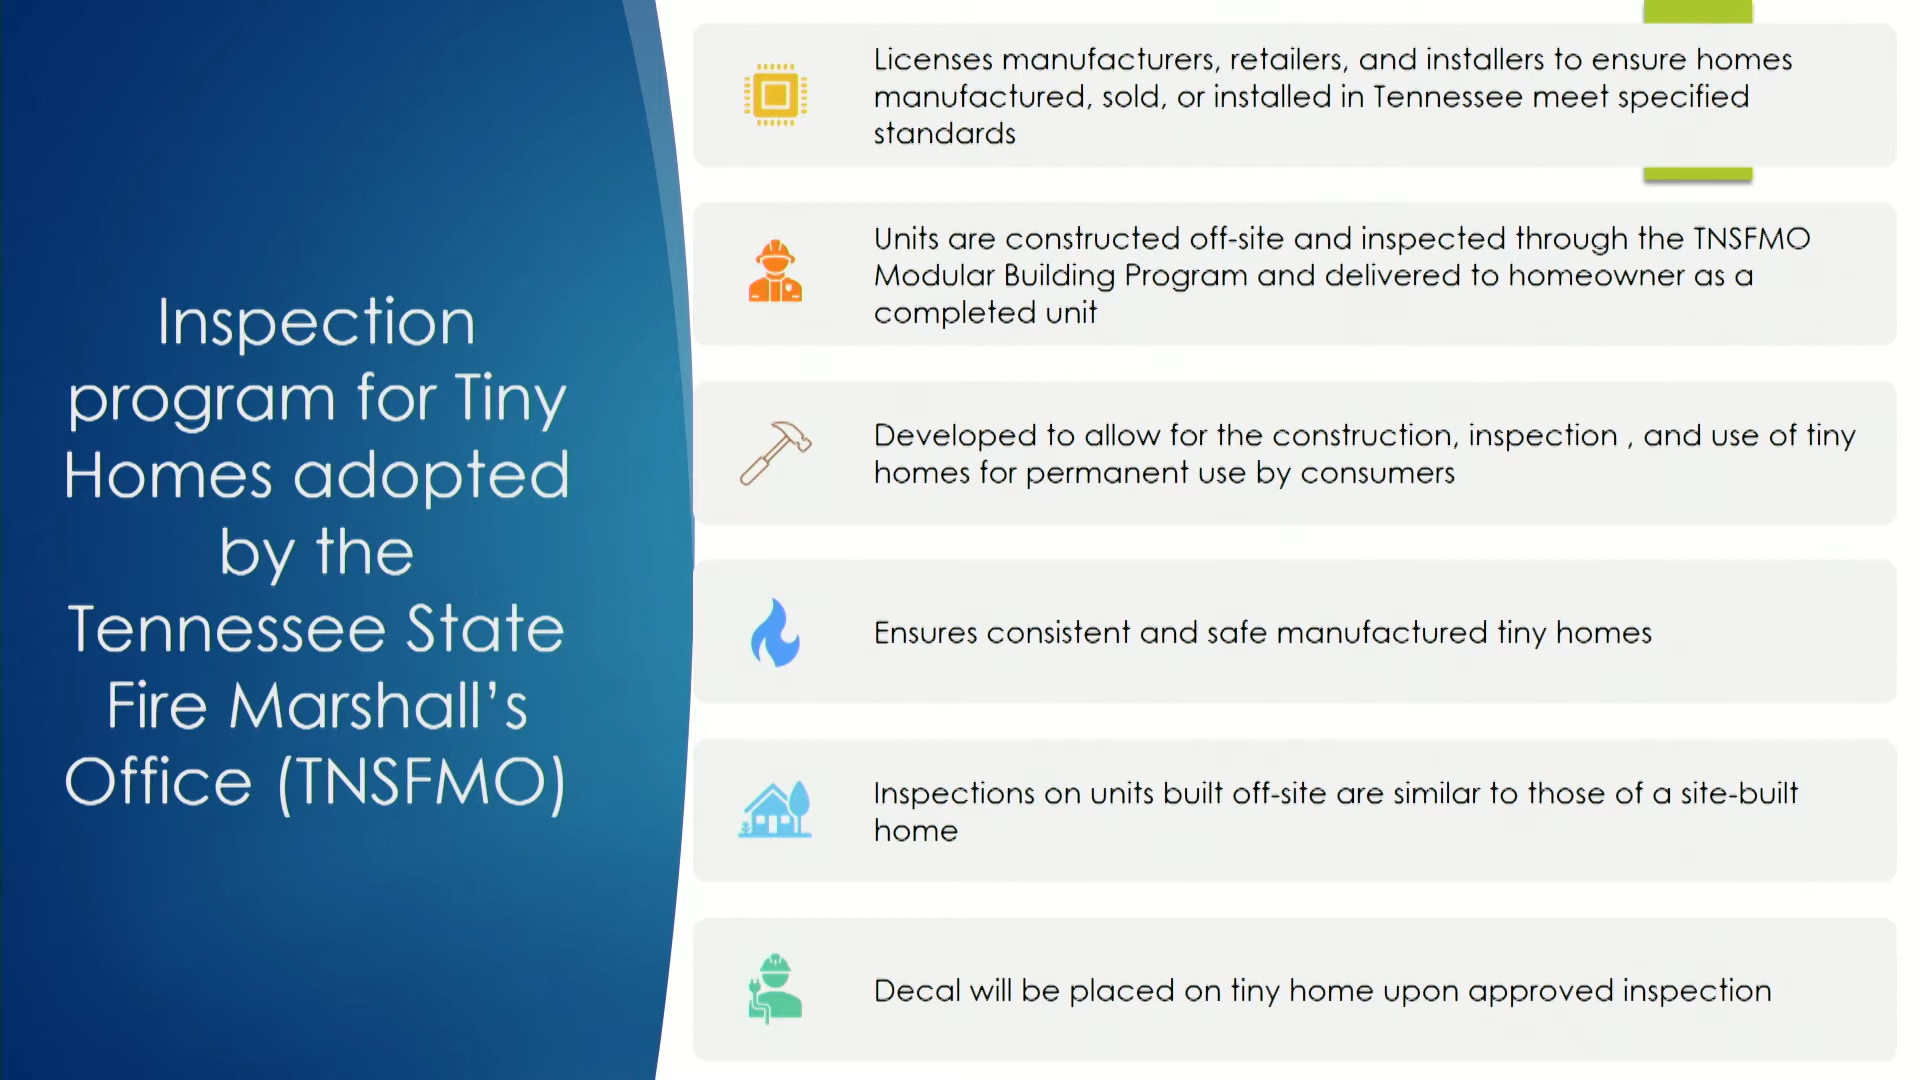 Inspection
program for Tiny
Homes adopted
by the
Tennessee State
Fire Marshall’s
Office (TNSFMO)
Licenses manufacturers, retailers, and installers to ensure homes
manufactured, sold, or installed in Tennessee meet specified
standards
Units are constructed off-site and inspected through the TNSFMO
Modular Building Program and delivered to homeowner as a
completed unit
Developed to allow for the construction, inspection , and use of tiny
homes for permanent use by consumers
Ensures consistent and safe manufactured tiny homes
Inspections on units built off-site are similar to those of a site-built
home
Decal will be placed on tiny home upon approved inspection